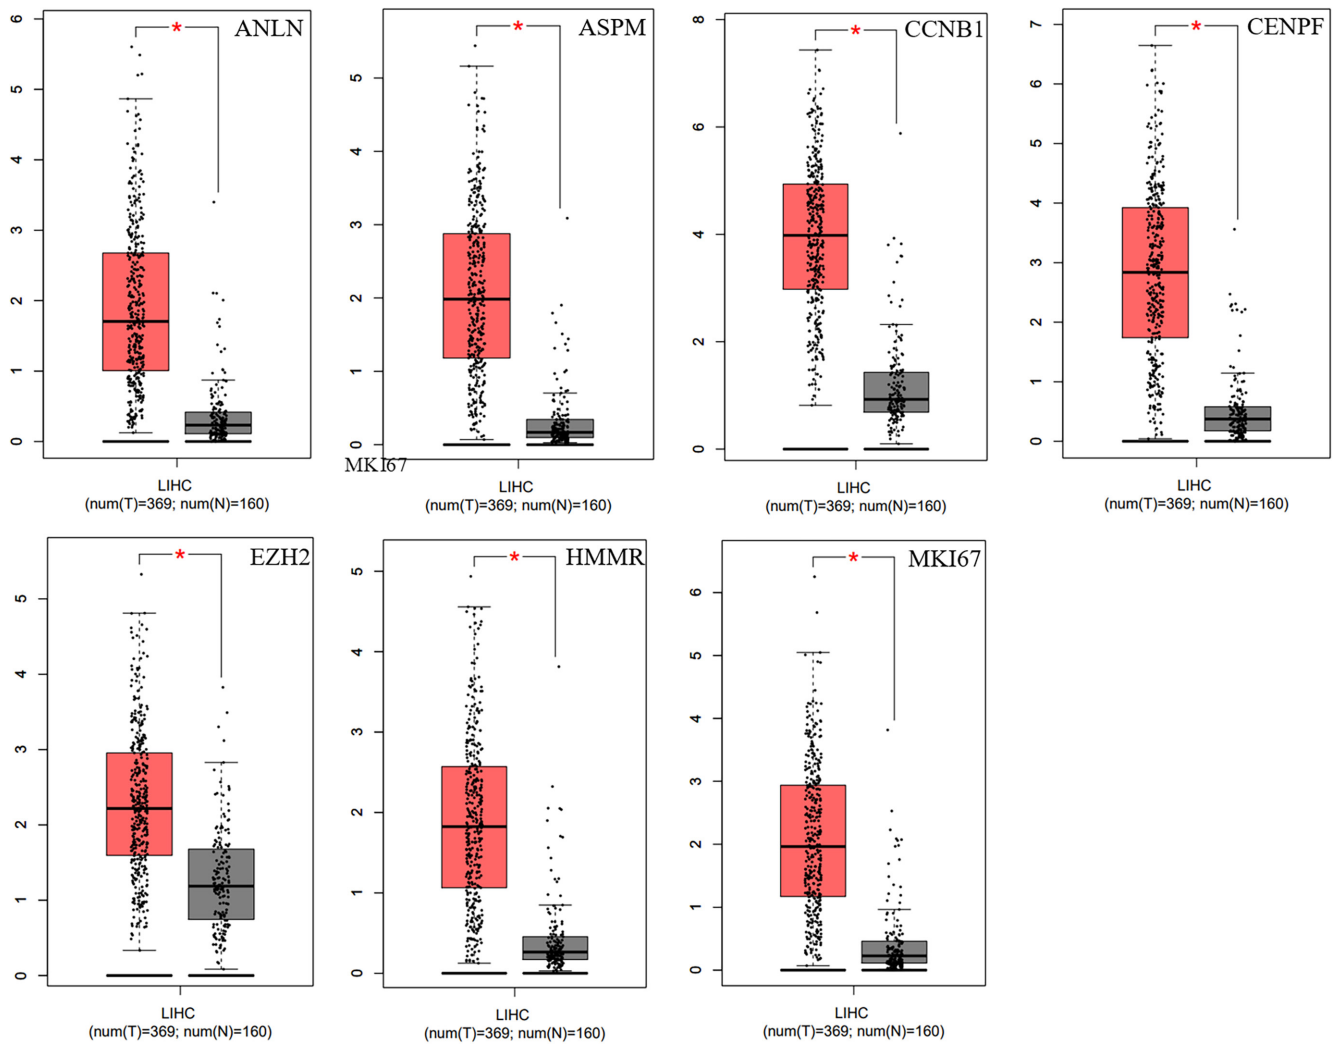 6
5
4
3
2
1
0
*
ANLN
LIHC
(num(T)=369; num(N)=160)
5
4
3
2
1
0
*
ASPM
MKI67
LIHC
(num(T)=369; num(N)=160)
8
6
4
2
0
*
CCNB1
LIHC
(num(T)=369; num(N)=160)
7
6
5
4
3
2
1
0
*
CENPF
LIHC
(num(T)=369; num(N)=160)
5
4
3
2
1
0
*
EZH2
LIHC
(num(T)=369; num(N)=160)
5
4
3
2
1
0
*
HMMR
LIHC
(num(T)=369; num(N)=160)
6
5
4
3
2
1
0
*
MKI67
LIHC
(num(T)=369; num(N)=160)